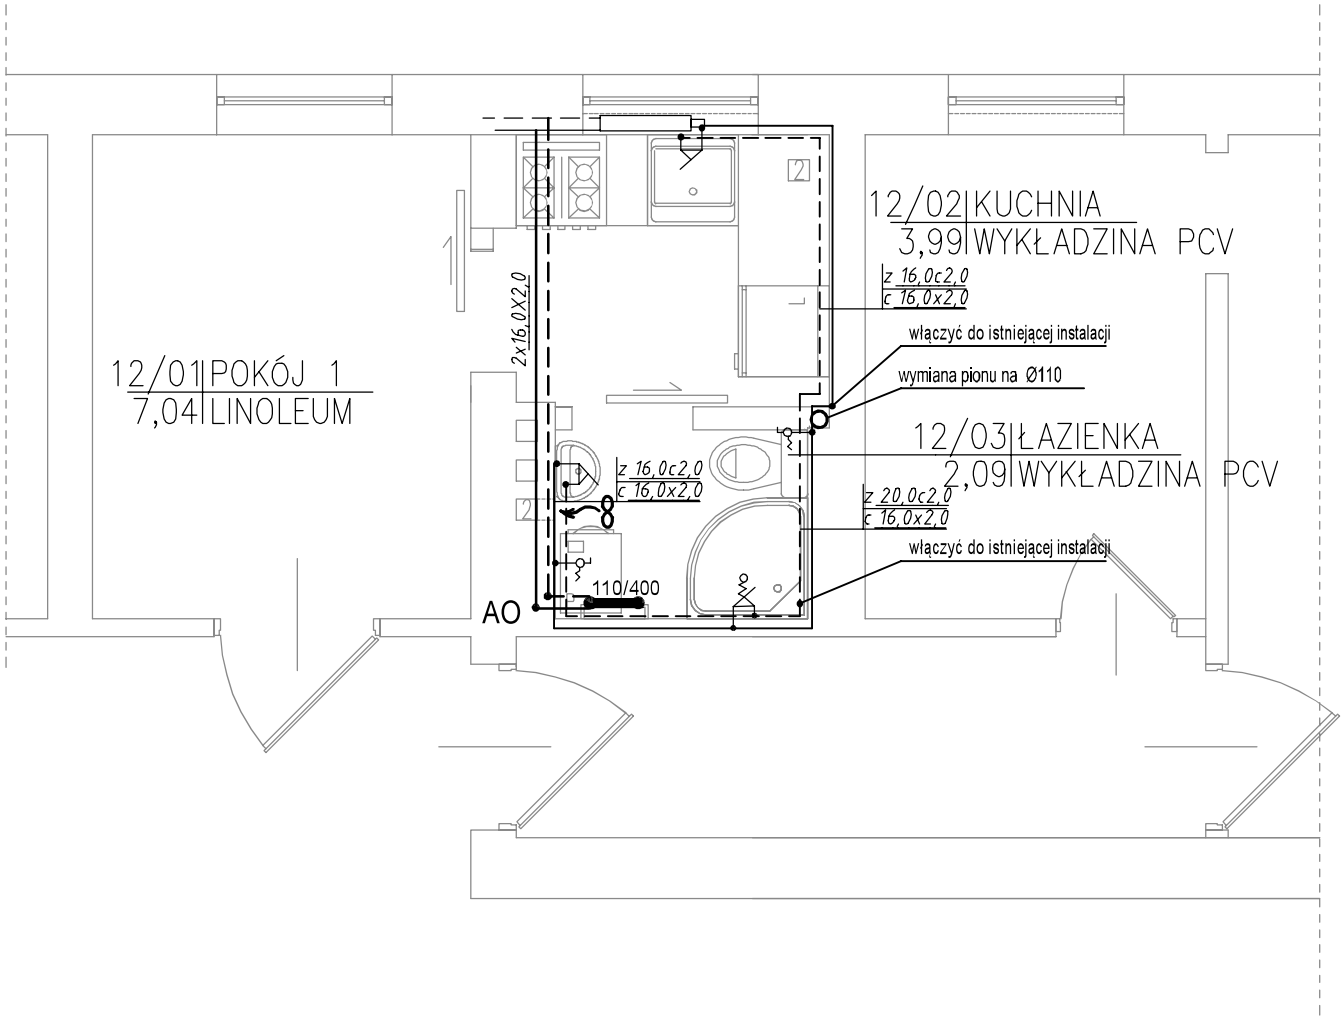 2
12/02 KUCHNIA
3,99 WYKŁADZINA PCV
z 16,0c2,0
c 16,0x2,0
2x16,0X2,0
L
włączyć do istniejącej instalacji
12/01 POKÓJ 1
7,04 LINOLEUM
wymiana pionu na Ø110
12/03 ŁAZIENKA
2,09 WYKŁADZINA PCV
z 16,0c2,0
c 16,0x2,0
z 20,0c2,0
c 16,0x2,0
2
8
włączyć do istniejącej instalacji
110/400
AO